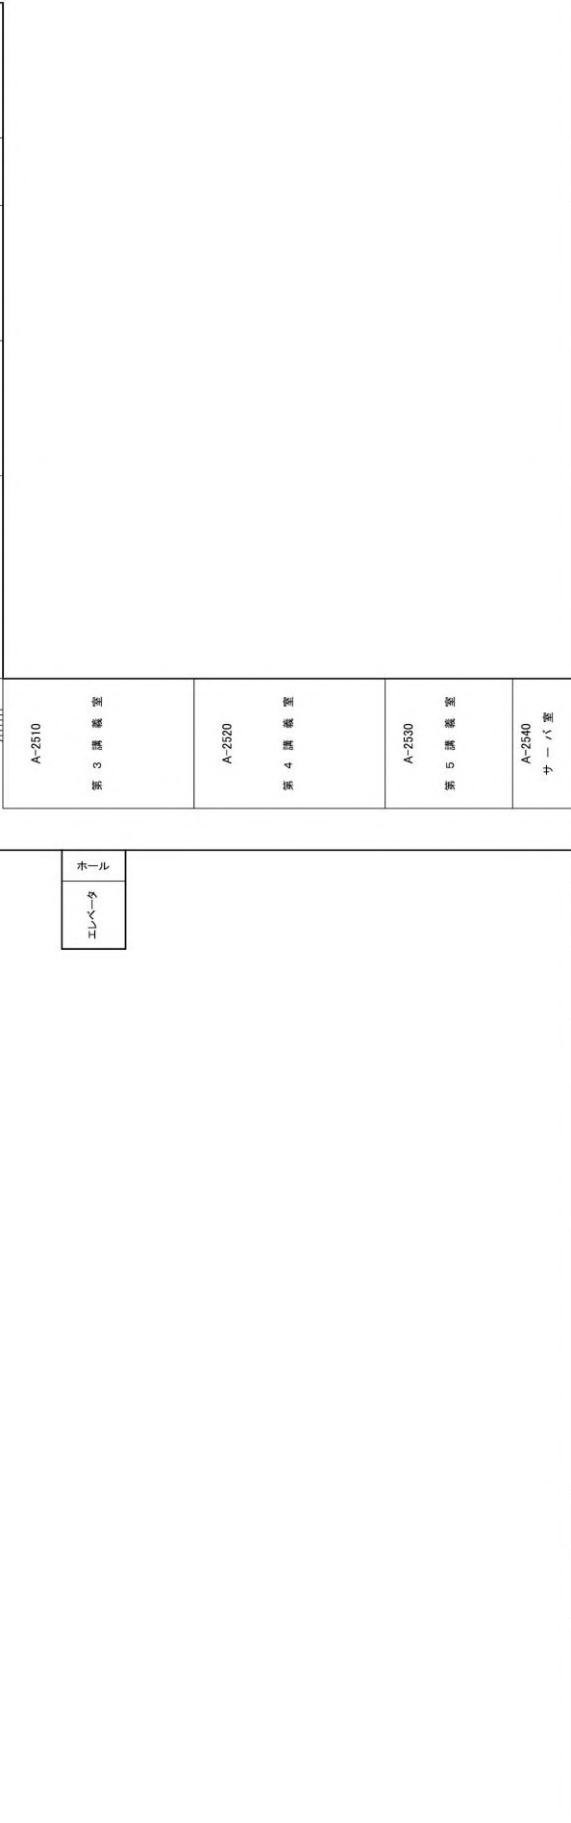 A-2510
第 3 講 義 室
A-2520
第 4 講 義 室
A-2530
第 5 講 義 室
A-2540
サ ー バ 室
ホール
エレベータ